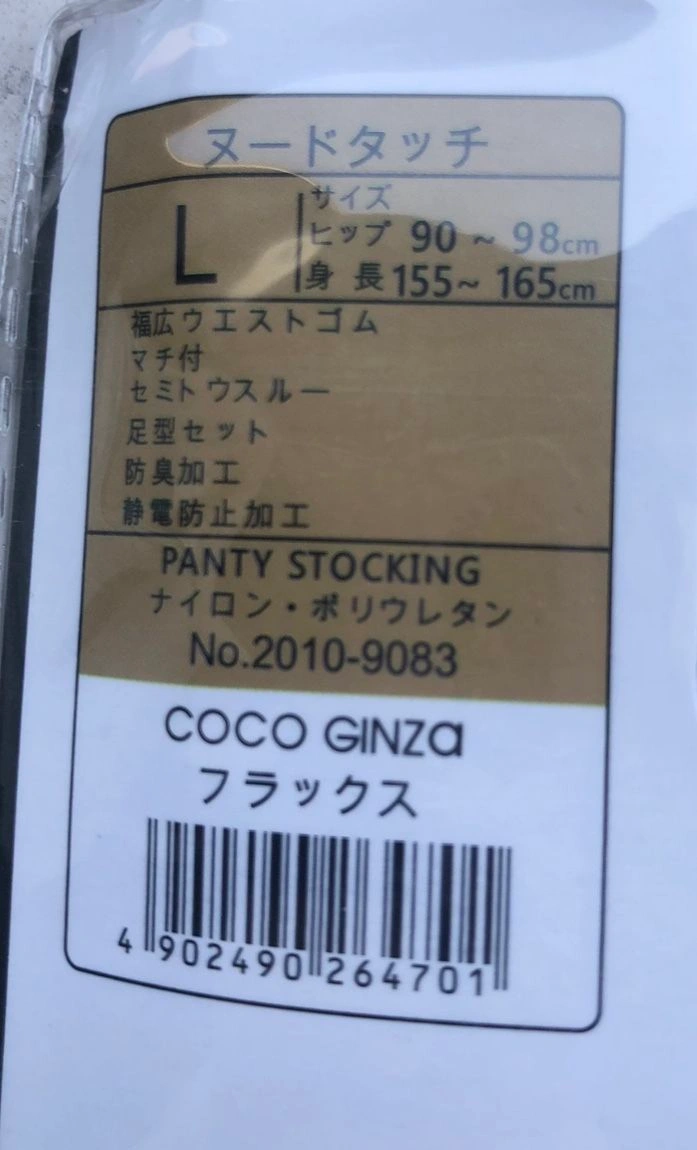 ヌードタッチ
L
サイズ
ヒップ 90 ~ 98cm
身 長 155~ 165cm
福広ウエストゴム
マチ付
セミトウスルー
足型セット
防臭加工
静電防止加工
PANTY STOCKING
ナイロン・ポリウレタン
No.2010-9083
COCO GINZa
フラックス
4 902490 264701